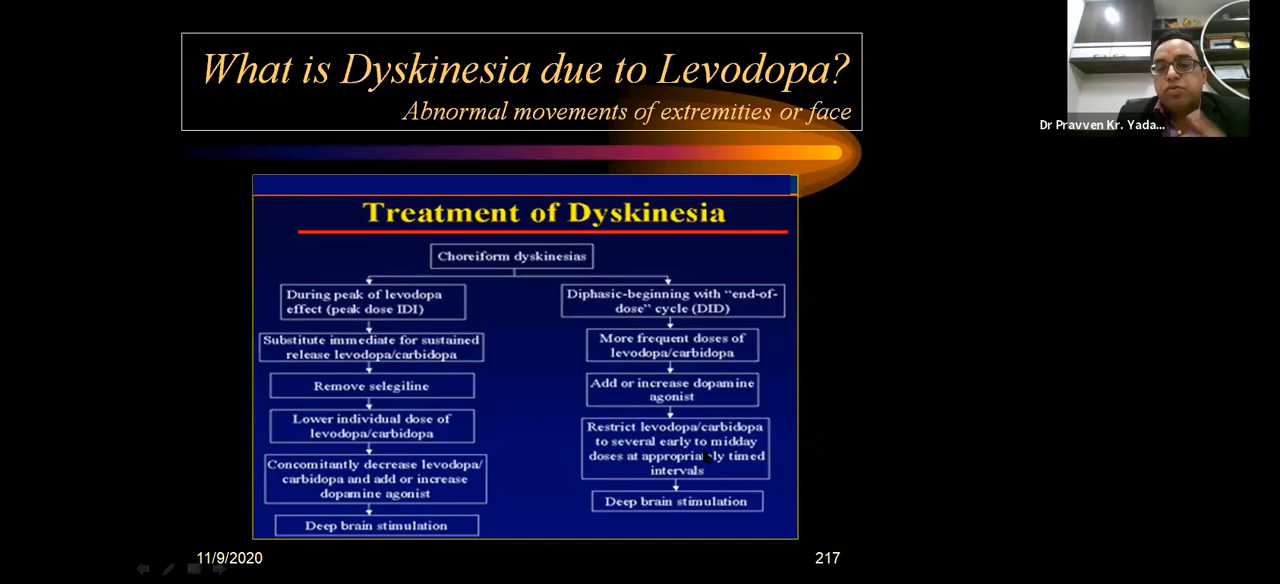 What is Dyskinesia due to Levodopa?
Abnormal movements of extremities or face
Dr Pravven Kr. Yada...
Treatment of Dyskinesia
Choreiform dyskinesias
During peak of levodopa
effect (peak dose IDI)
Substitute immediate for sustained
release levodopa/carbidopa
Remove selegiline
Lower individual dose of
levodopa/carbidopa
Concomitantly decrease levodopa/
carbidopa and add or increase
dopamine agonist
Deep brain stimulation
Diphasic-beginning with “end-of-
dose” cycle (DID)
More frequent doses of
levodopa/carbidopa
Add or increase dopamine
agonist
Restrict levodopa/carbidopa
to several early to midday
doses at appropriately timed
intervals
Deep brain stimulation
11/9/2020
217